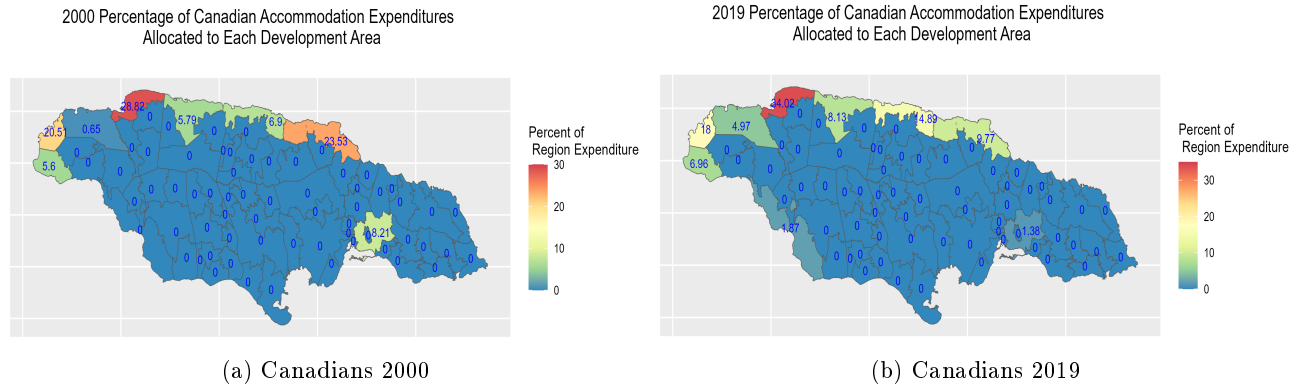 2000 Percentage of Canadian Accommodation Expenditures
Allocated to Each Development Area
28.82
20.51
0.65
5.79
6.9
23.53
5.6
8.21
0
Percent of
Region Expenditure
30
20
10
0
(a) Canadians 2000
2019 Percentage of Canadian Accommodation Expenditures
Allocated to Each Development Area
34.02
18
4.97
8.13
14.89
9.77
6.96
1.87
1.38
0
Percent of
Region Expenditure
30
20
10
0
(b) Canadians 2019